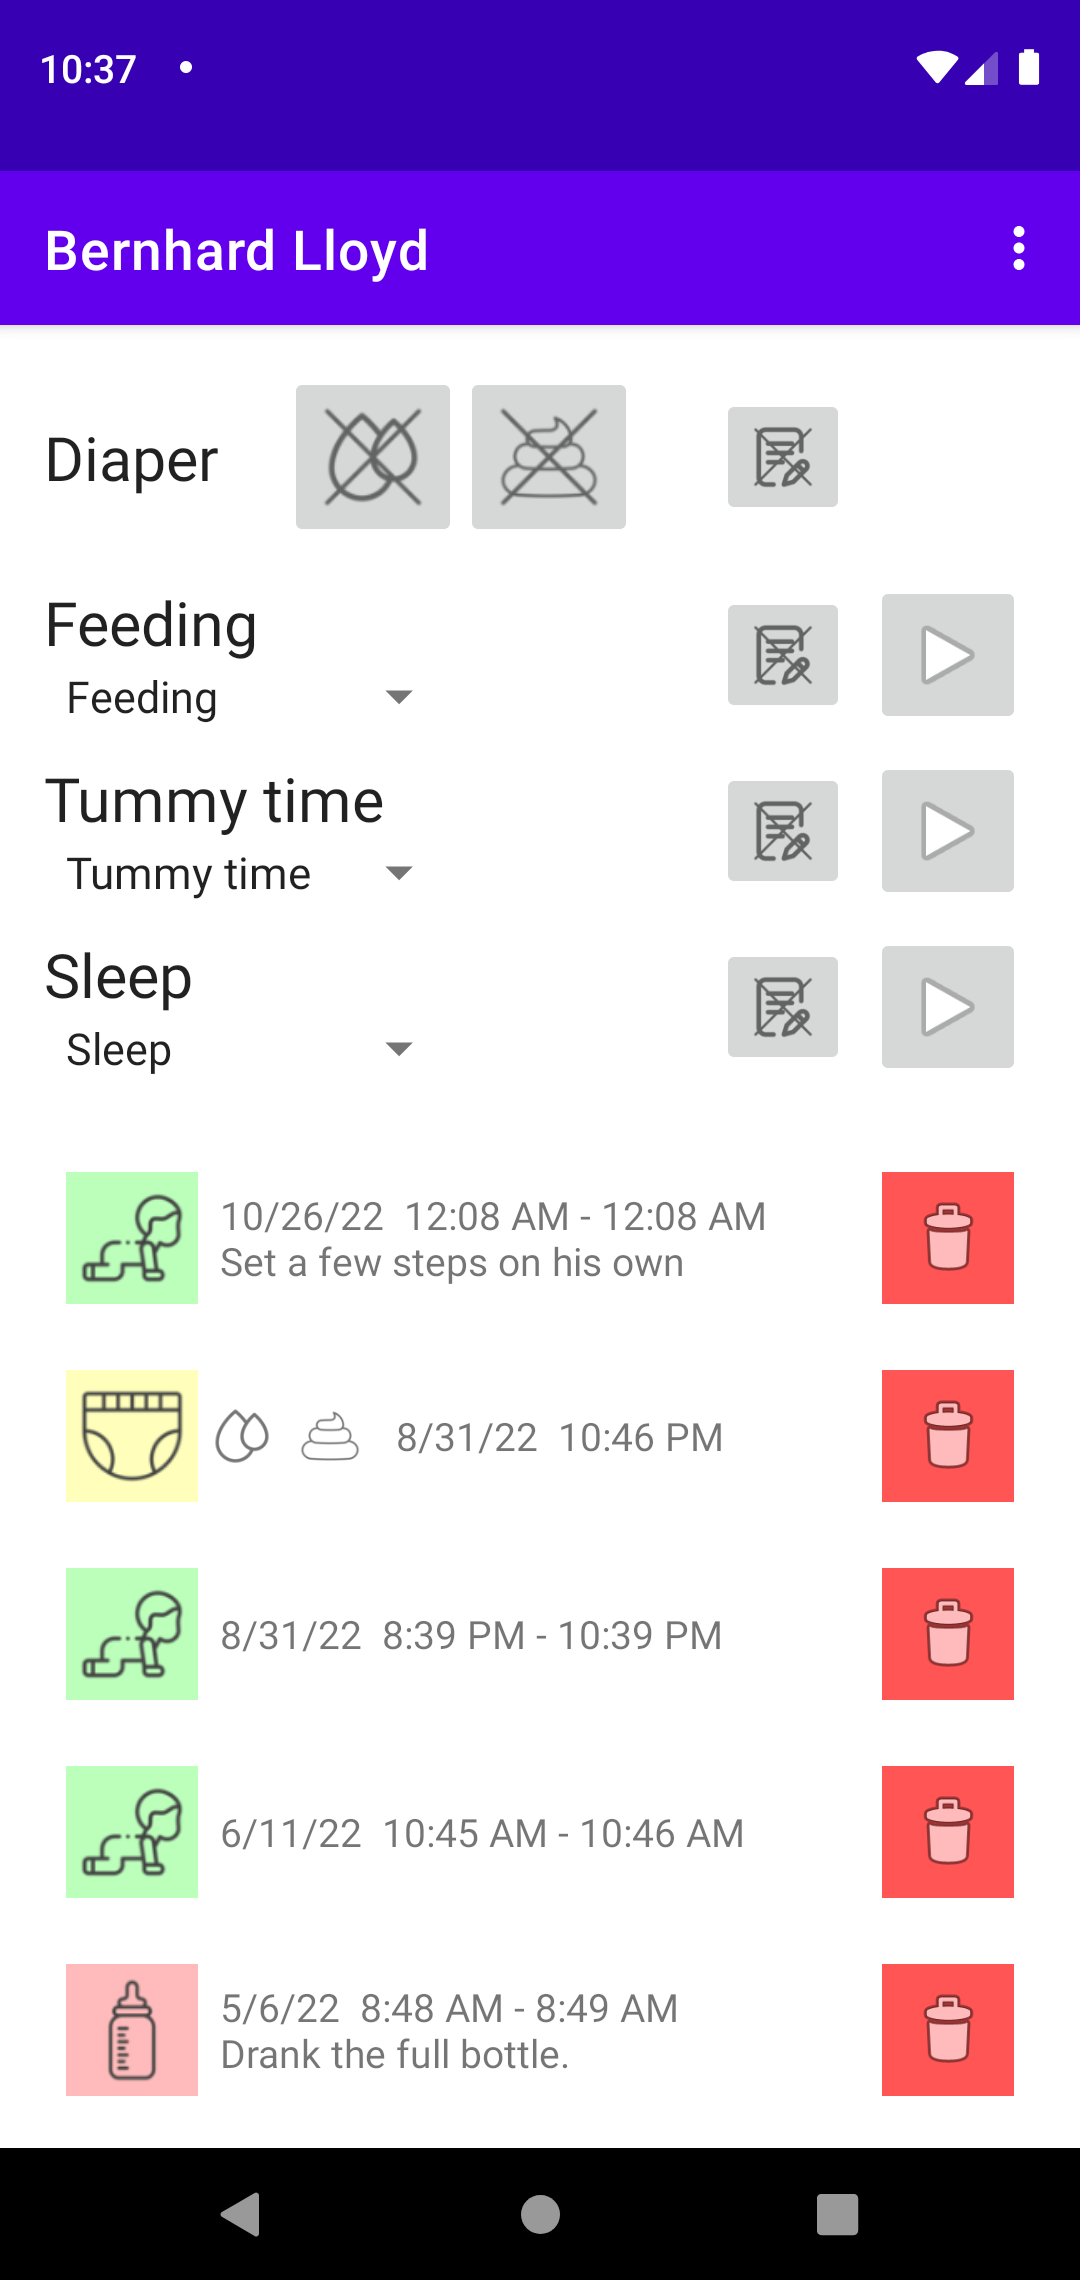 10:37
Bernhard Lloyd
Diaper
Feeding
Feeding
Tummy time
Tummy time
Sleep
Sleep
10/26/22  12:08 AM - 12:08 AM
Set a few steps on his own
8/31/22  10:46 PM
8/31/22  8:39 PM - 10:39 PM
6/11/22  10:45 AM - 10:46 AM
5/6/22  8:48 AM - 8:49 AM
Drank the full bottle.